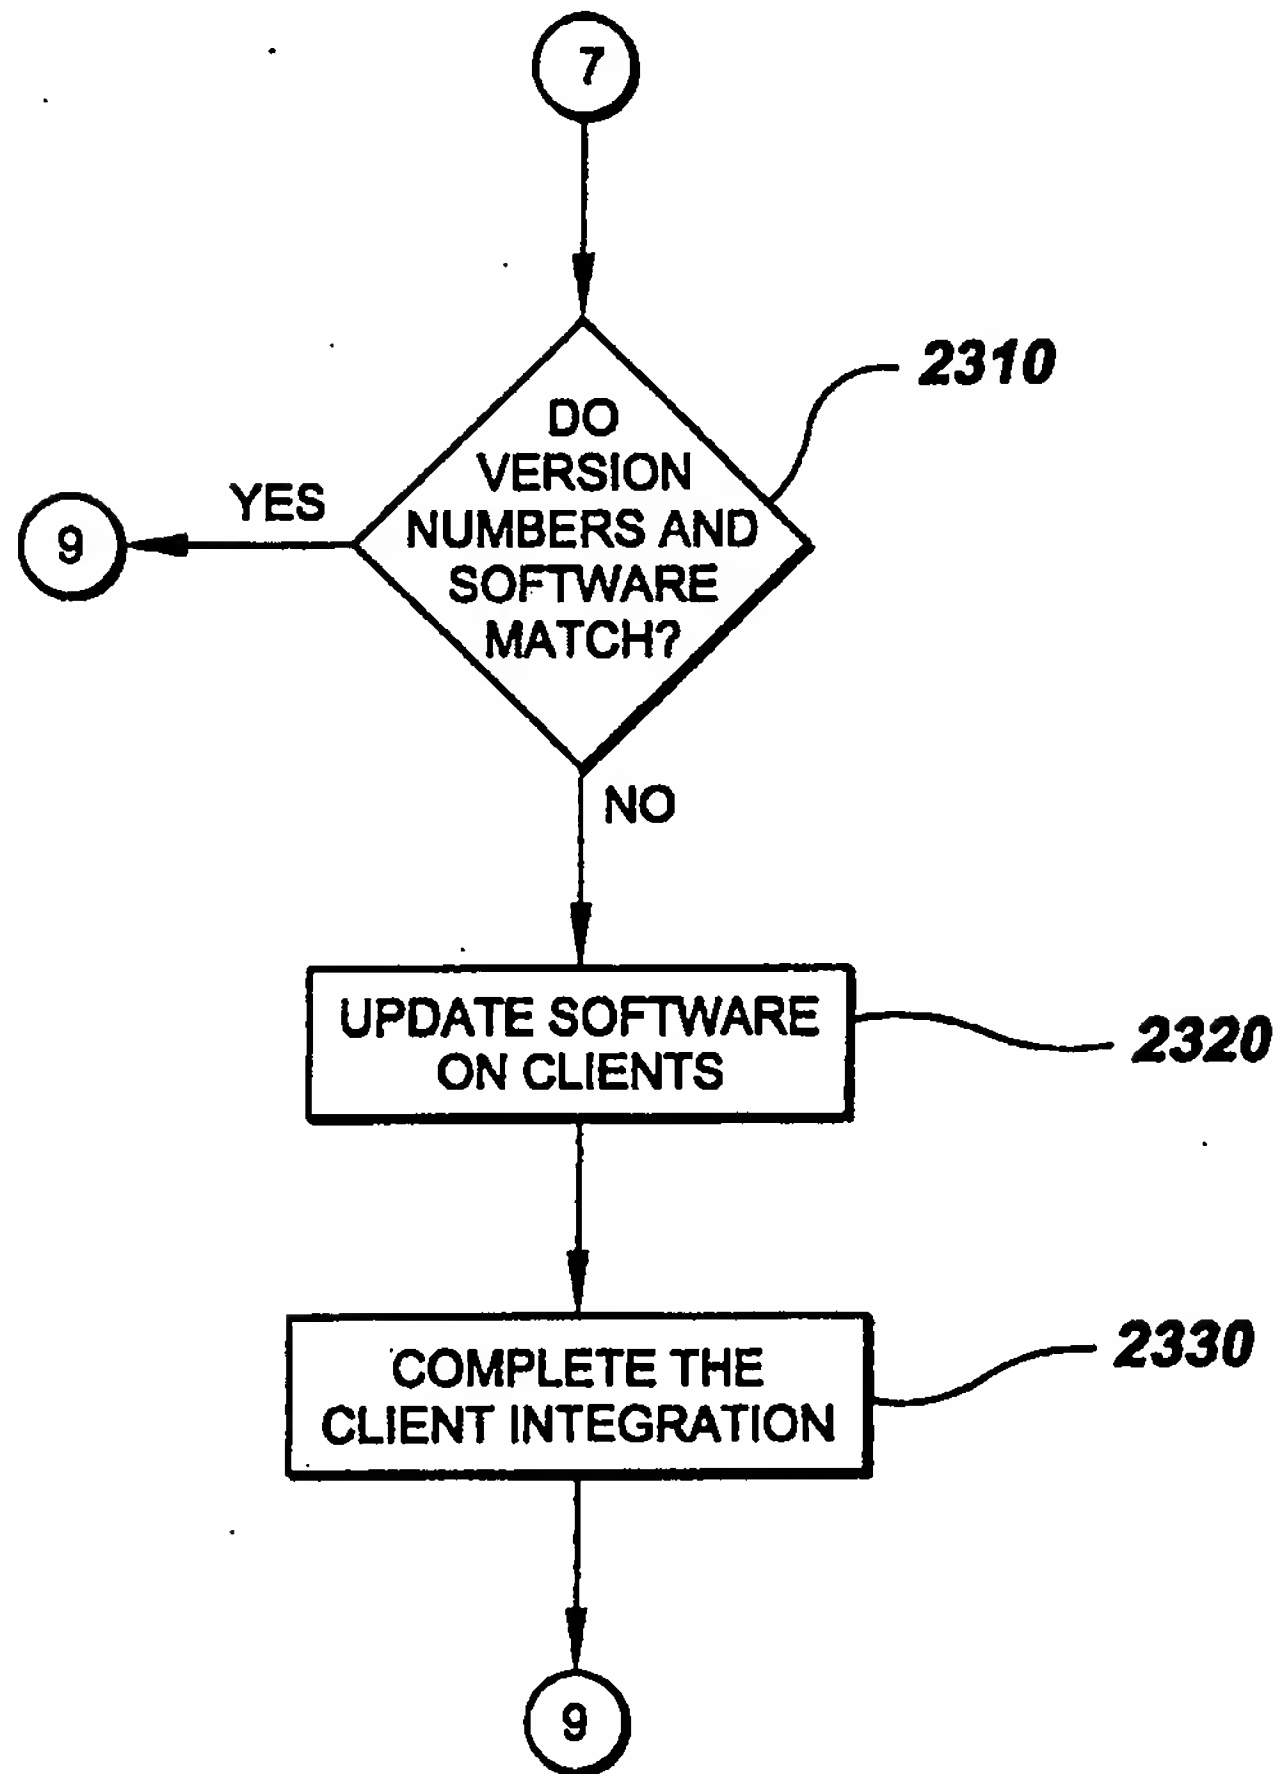 7
2310
DO
VERSION
NUMBERS AND
SOFTWARE
MATCH?
YES
9
NO
UPDATE SOFTWARE
ON CLIENTS
2320
COMPLETE THE
CLIENT INTEGRATION
2330
9